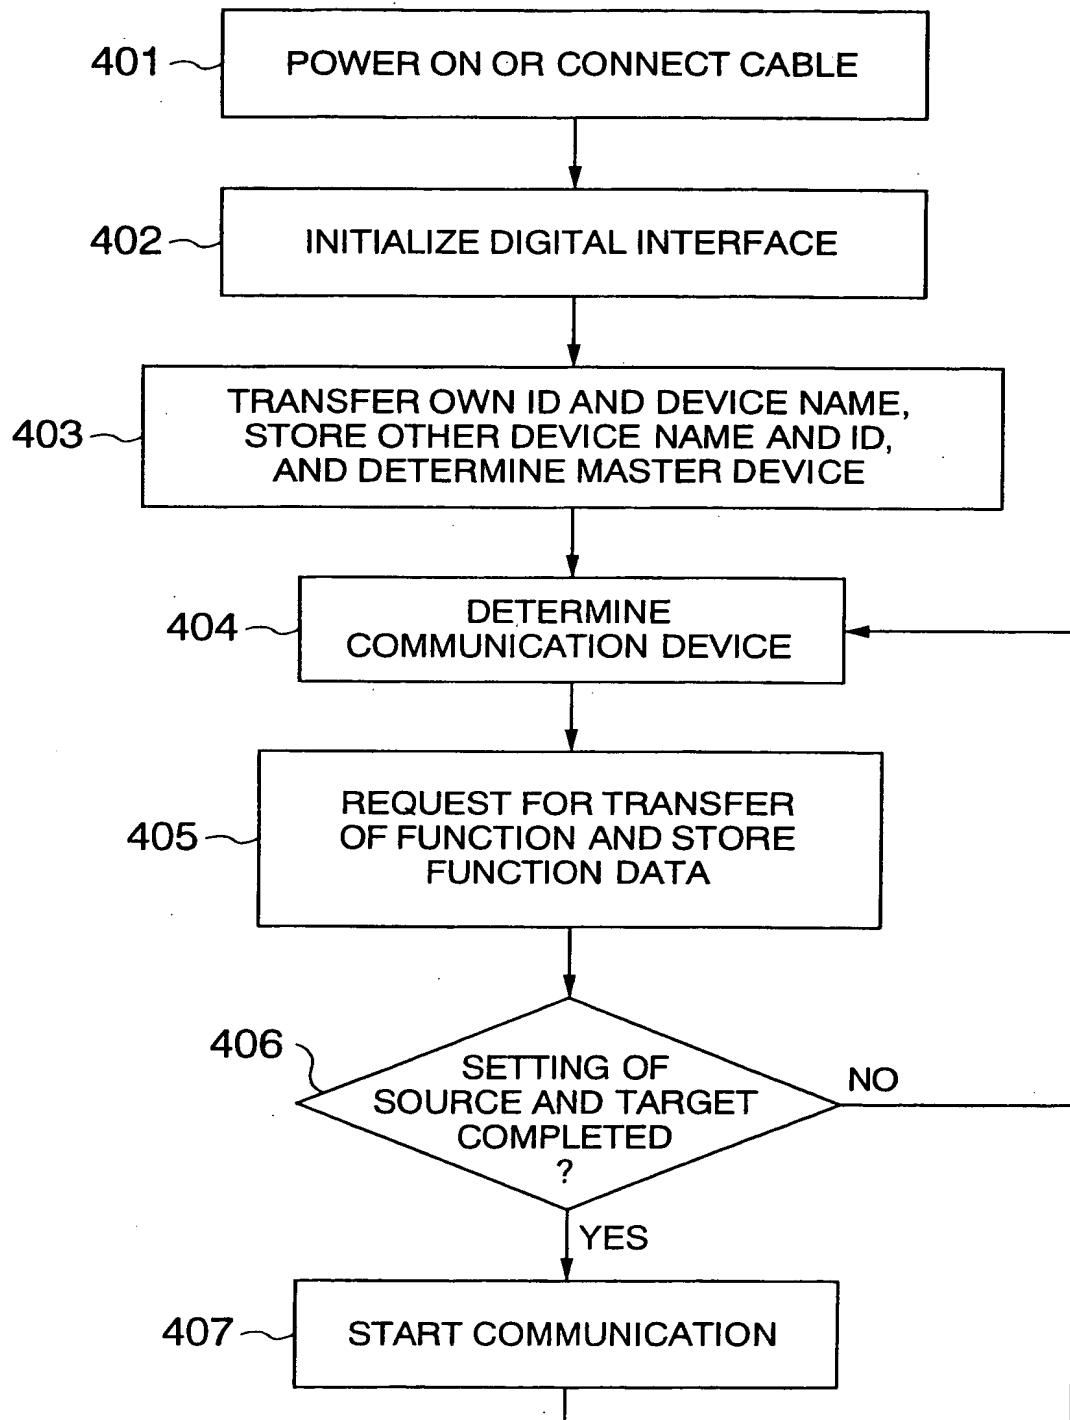 401
POWER ON OR CONNECT CABLE
402
INITIALIZE DIGITAL INTERFACE
403
TRANSFER OWN ID AND DEVICE NAME,
STORE OTHER DEVICE NAME AND ID,
AND DETERMINE MASTER DEVICE
404
DETERMINE
COMMUNICATION DEVICE
405
REQUEST FOR TRANSFER
OF FUNCTION AND STORE
FUNCTION DATA
406
SETTING OF
SOURCE AND TARGET
COMPLETED
?
NO
YES
407
START COMMUNICATION